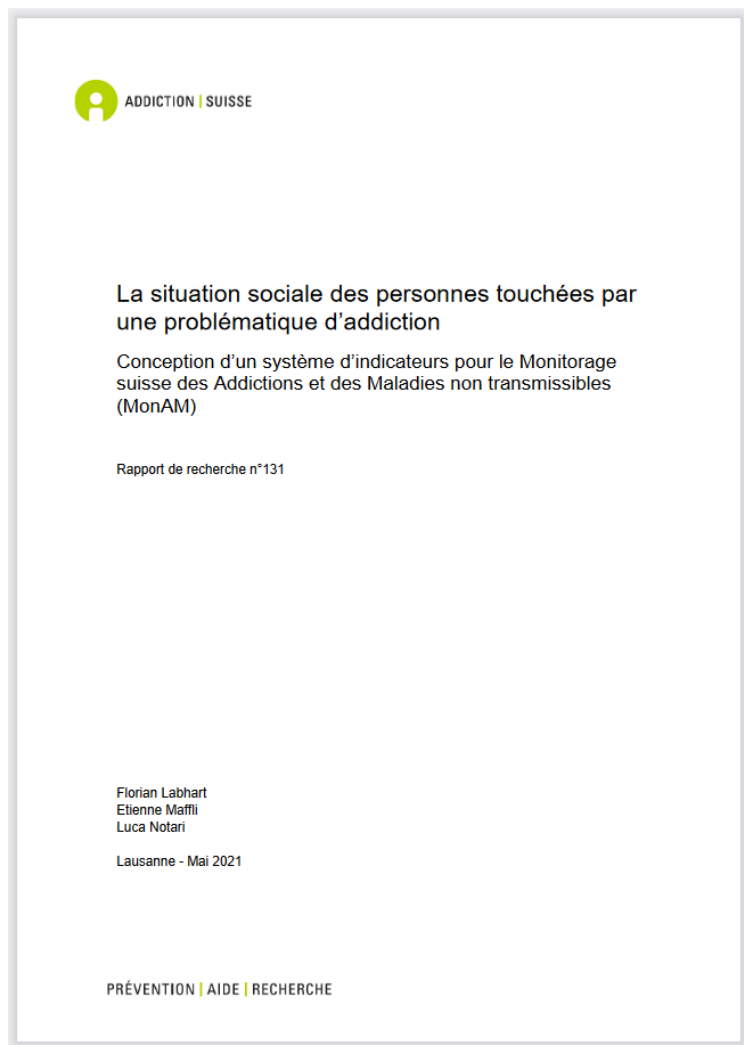 ADDICTION | SUISSE
La situation sociale des personnes touchées par
une problématique d'addiction
Conception d'un système d'indicateurs pour le Monitorage
suisse des Addictions et des Maladies non transmissibles
(MonAM)
Rapport de recherche n°131
Florian Labhart
Etienne Maffli
Luca Notari
Lausanne - Mai 2021
PRÉVENTION | AIDE | RECHERCHE